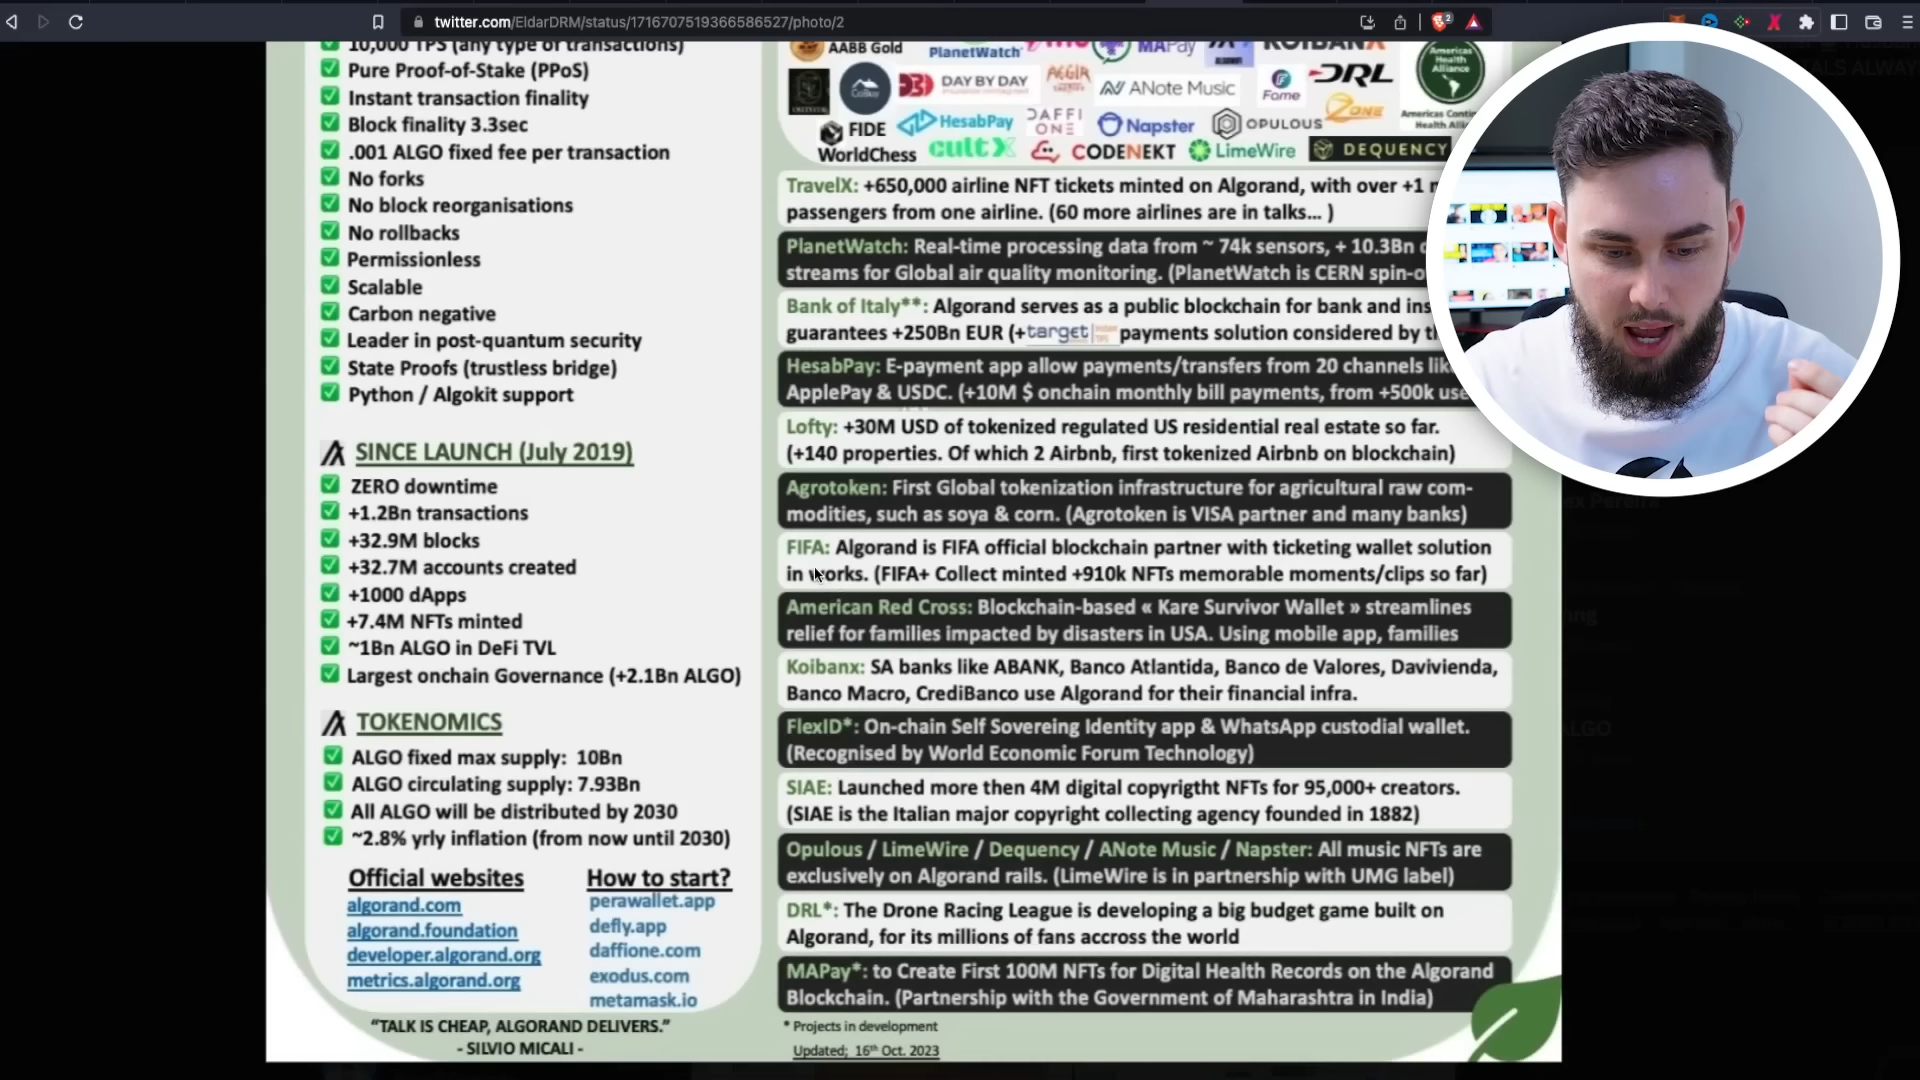 twitter.com/EldarDRM/status/1716707519366586527/photo/2
10,000 TPS (any type of transactions)
Pure Proof-of-Stake (PPoS)
Instant transaction finality
Block finality 3.3sec
.001 ALGO fixed fee per transaction
No forks
No block reorganisations
No rollbacks
Permissionless
Scalable
Carbon negative
Leader in post-quantum security
State Proofs (trustless bridge)
Python / Algokit support
SINCE LAUNCH (July 2019)
ZERO downtime
+1.2Bn transactions
+32.9M blocks
+32.7M accounts created
+1000 dApps
+7.4M NFTs minted
~1Bn ALGO in DeFi TVL
Largest onchain Governance (+2.1Bn ALGO)
TOKENOMICS
ALGO fixed max supply: 10Bn
ALGO circulating supply: 7.93Bn
All ALGO will be distributed by 2030
~2.8% yrly inflation (from now until 2030)
Official websites
algorand.com
algorand.foundation
developer.algorand.org
metrics.algorand.org
How to start?
perawallet.app
defly.app
daffione.com
exodus.com
metamask.io
“TALK IS CHEAP, ALGORAND DELIVERS.”
- SILVIO MICALI -
AABB Gold PlanetWatch MAPay KOIBANX
DAY BY DAY AEGIR ANote Music Fame DRL Americas Health Alliance
FIDE HesabPay DAFFI ONE Napster OPULOUS ZONE
WorldChess cultX CODENEKT LimeWire DEQUENCY
TravelX: +650,000 airline NFT tickets minted on Algorand, with over +1
passengers from one airline. (60 more airlines are in talks... )
PlanetWatch: Real-time processing data from ~ 74k sensors, + 10.3Bn
streams for Global air quality monitoring. (PlanetWatch is CERN spin-o
Bank of Italy**: Algorand serves as a public blockchain for bank and ins
guarantees +250Bn EUR (+target payments solution considered by th
HesabPay: E-payment app allow payments/transfers from 20 channels lik
ApplePay & USDC. (+10M $ onchain monthly bill payments, from +500k use
Lofty: +30M USD of tokenized regulated US residential real estate so far.
(+140 properties. Of which 2 Airbnb, first tokenized Airbnb on blockchain)
Agrotoken: First Global tokenization infrastructure for agricultural raw com-
modities, such as soya & corn. (Agrotoken is VISA partner and many banks)
FIFA: Algorand is FIFA official blockchain partner with ticketing wallet solution
in works. (FIFA+ Collect minted +910k NFTs memorable moments/clips so far)
American Red Cross: Blockchain-based « Kare Survivor Wallet » streamlines
relief for families impacted by disasters in USA. Using mobile app, families
Koibanx: SA banks like ABANK, Banco Atlantida, Banco de Valores, Davivienda,
Banco Macro, CrediBanco use Algorand for their financial infra.
FlexID*: On-chain Self Sovereing Identity app & WhatsApp custodial wallet.
(Recognised by World Economic Forum Technology)
SIAE: Launched more then 4M digital copyrigtht NFTs for 95,000+ creators.
(SIAE is the Italian major copyright collecting agency founded in 1882)
Opulous / LimeWire / Dequency / ANote Music / Napster: All music NFTs are
exclusively on Algorand rails. (LimeWire is in partnership with UMG label)
DRL*: The Drone Racing League is developing a big budget game built on
Algorand, for its millions of fans accross the world
MAPay*: to Create First 100M NFTs for Digital Health Records on the Algorand
Blockchain. (Partnership with the Government of Maharashtra in India)
* Projects in development
Updated; 16th Oct. 2023